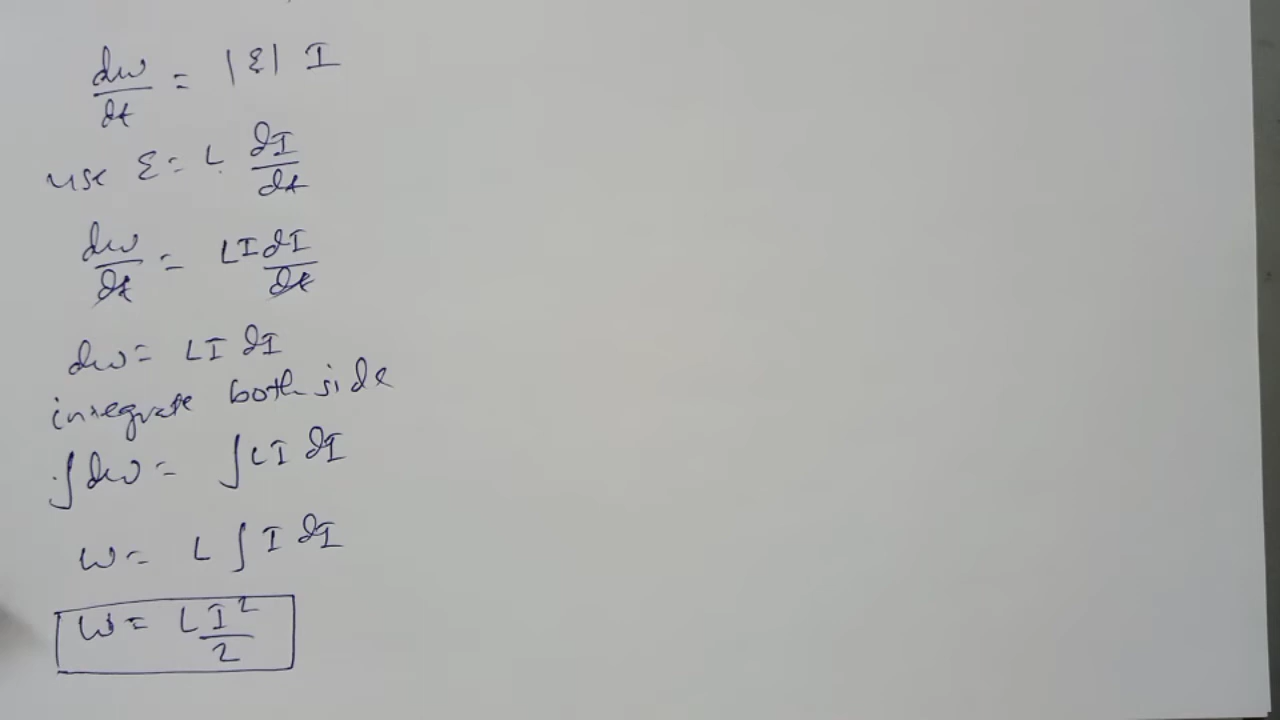 dw/dt = |ε| I
use ε = L dI/dt
dw/dt = LI dI/dt
dw = LI dI
integrate both side
∫dw = ∫LI dI
W = L ∫ I dI
W = L I²/2